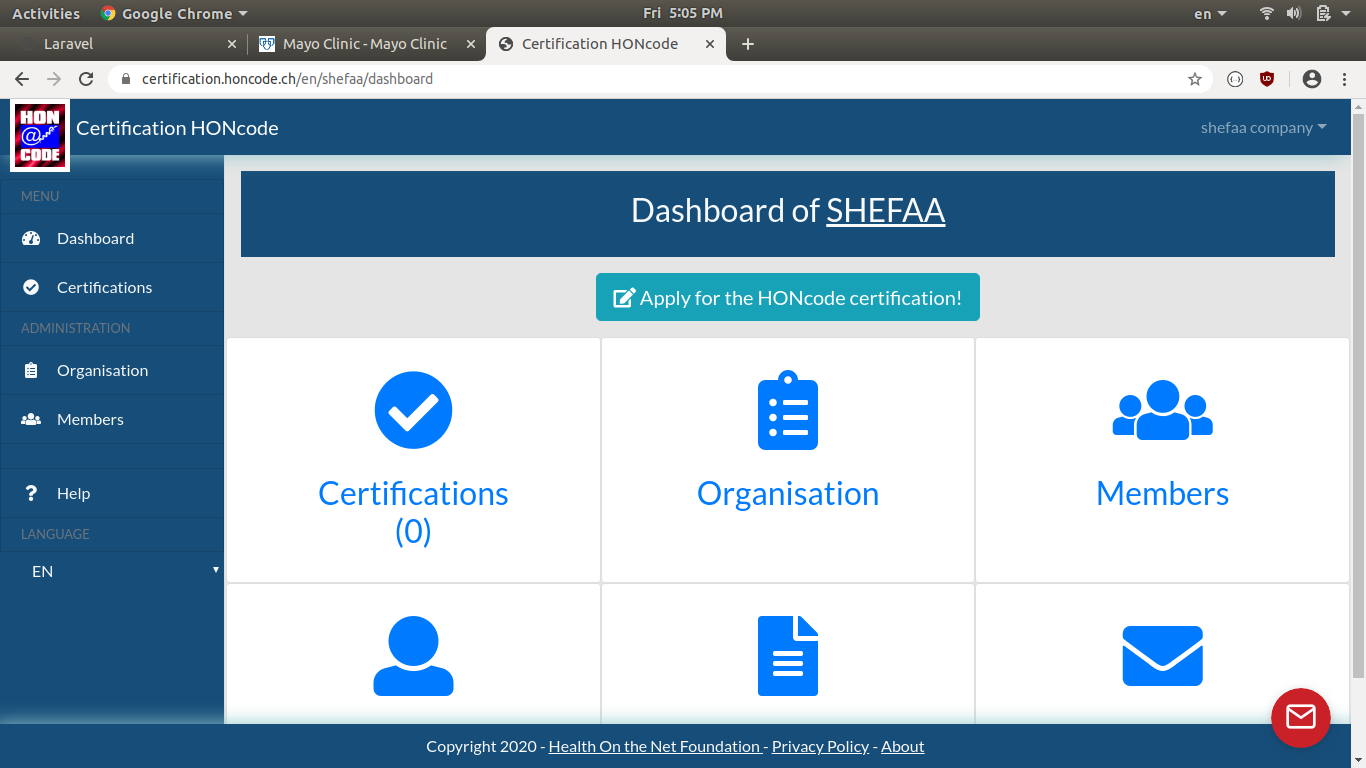 Activities Google Chrome Fri 5:05 PM en
Laravel Mayo Clinic - Mayo Clinic Certification HONcode
certification.honcode.ch/en/shefaa/dashboard
HON
@
CODE
Certification HONcode shefaa company
MENU
Dashboard
Certifications
ADMINISTRATION
Organisation
Members
Help
LANGUAGE
EN
Dashboard of SHEFAA
Apply for the HONcode certification!
Certifications
(0)
Organisation
Members
Copyright 2020 - Health On the Net Foundation - Privacy Policy - About